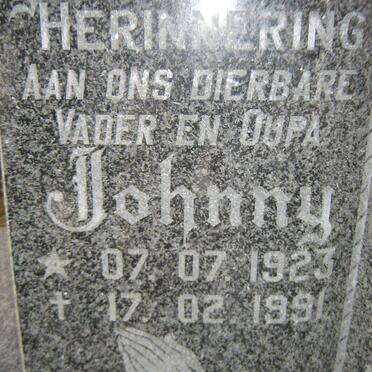 HERINNERING
AAN ONS DIERBARE
VADER EN OUPA
Johnny
★ 07. 07 1923
† 17. 02. 1991